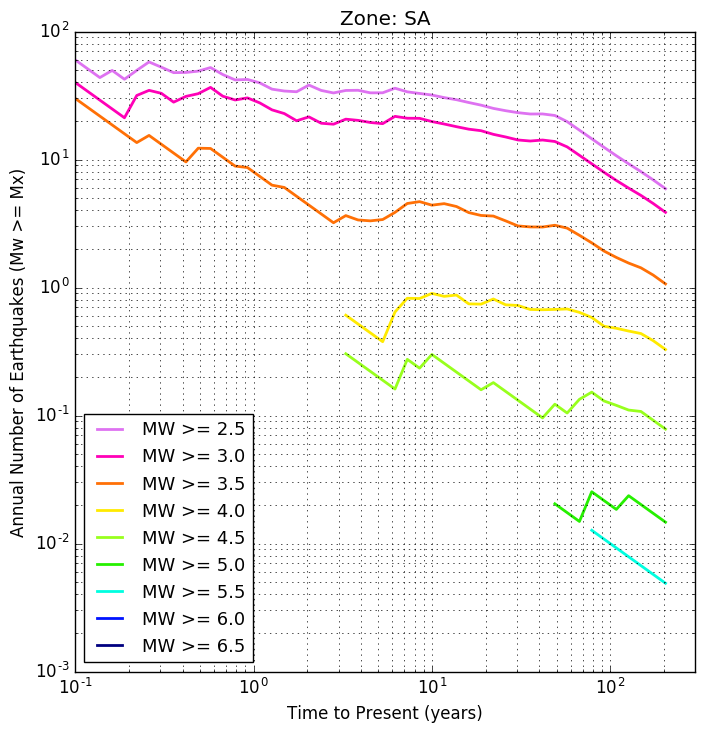 Zone: SA
Annual Number of Earthquakes (Mw >= Mx)
10^2
10^1
10^0
10^-1
10^-2
10^-3
MW >= 2.5
MW >= 3.0
MW >= 3.5
MW >= 4.0
MW >= 4.5
MW >= 5.0
MW >= 5.5
MW >= 6.0
MW >= 6.5
10^-1 10^0 10^1 10^2
Time to Present (years)